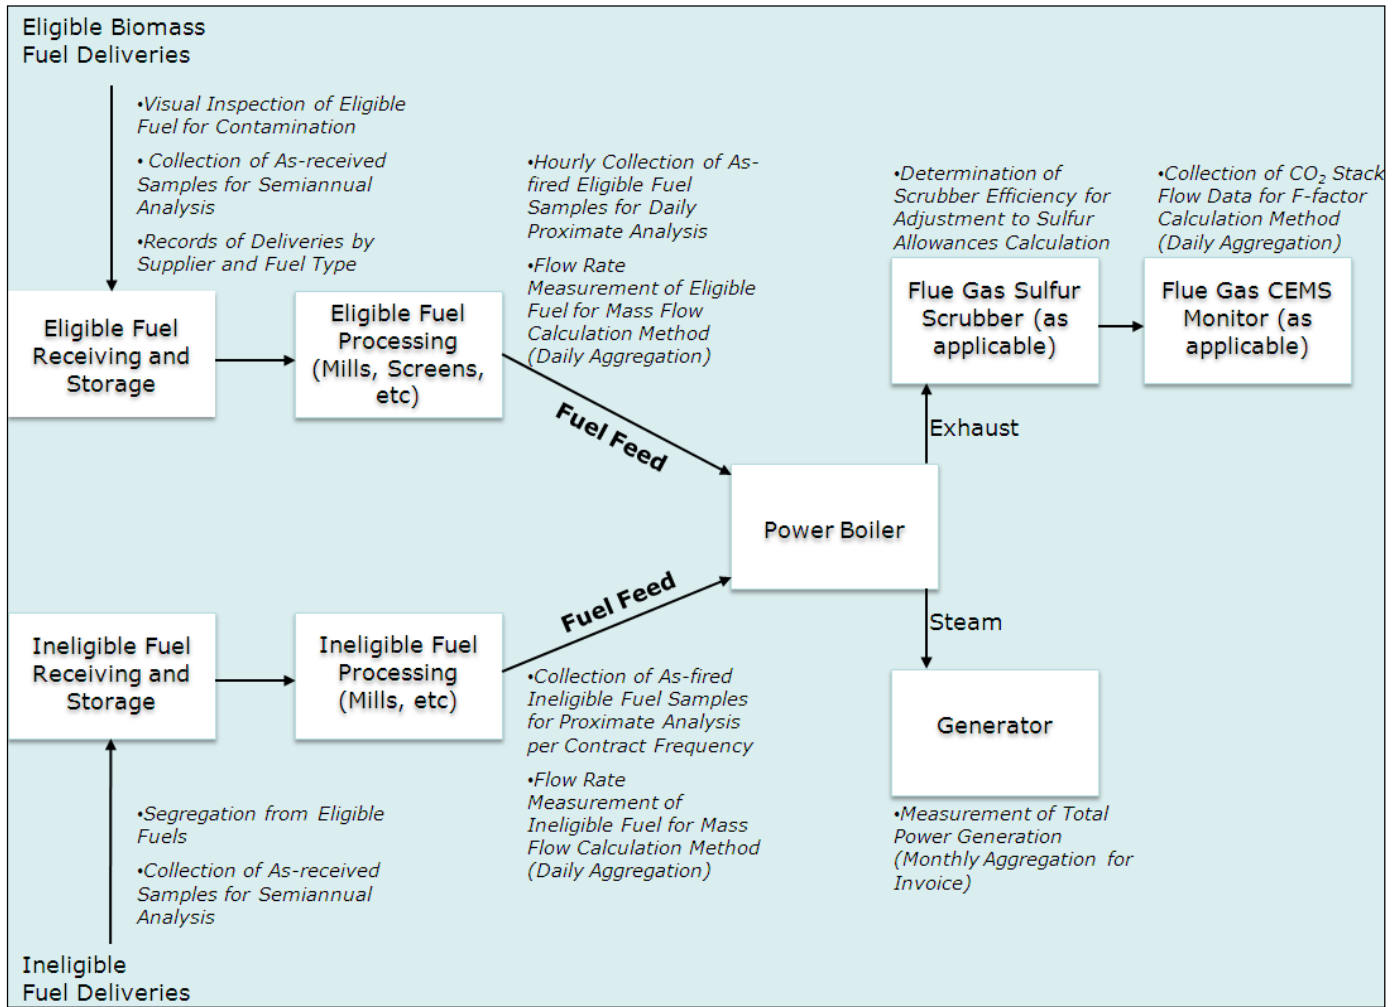 Eligible Biomass
Fuel Deliveries
•Visual Inspection of Eligible
Fuel for Contamination
• Collection of As-received
Samples for Semiannual
Analysis
•Records of Deliveries by
Supplier and Fuel Type
•Hourly Collection of As-
fired Eligible Fuel
Samples for Daily
Proximate Analysis
•Flow Rate
Measurement of Eligible
Fuel for Mass Flow
Calculation Method
(Daily Aggregation)
•Determination of
Scrubber Efficiency for
Adjustment to Sulfur
Allowances Calculation
•Collection of CO₂ Stack
Flow Data for F-factor
Calculation Method
(Daily Aggregation)
Eligible Fuel
Receiving and
Storage
Eligible Fuel
Processing
(Mills, Screens,
etc)
Flue Gas Sulfur
Scrubber (as
applicable)
Flue Gas CEMS
Monitor (as
applicable)
Fuel Feed
Exhaust
Power Boiler
Fuel Feed
Steam
Ineligible Fuel
Receiving and
Storage
Ineligible Fuel
Processing
(Mills, etc)
•Collection of As-fired
Ineligible Fuel Samples
for Proximate Analysis
per Contract Frequency
•Flow Rate
Measurement of
Ineligible Fuel for Mass
Flow Calculation Method
(Daily Aggregation)
Generator
•Measurement of Total
Power Generation
(Monthly Aggregation for
Invoice)
•Segregation from Eligible
Fuels
•Collection of As-received
Samples for Semiannual
Analysis
Ineligible
Fuel Deliveries